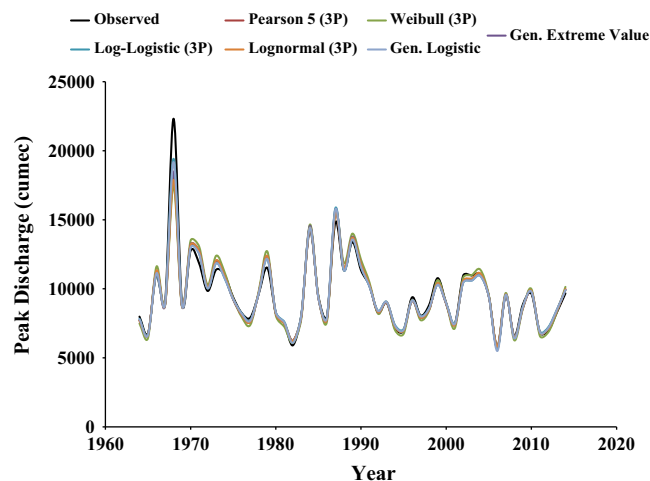 Observed
Pearson 5 (3P)
Weibull (3P)
Gen. Extreme Value
Log-Logistic (3P)
Lognormal (3P)
Gen. Logistic
Peak Discharge (cumec)
25000
20000
15000
10000
5000
0
1960 1970 1980 1990 2000 2010 2020
Year